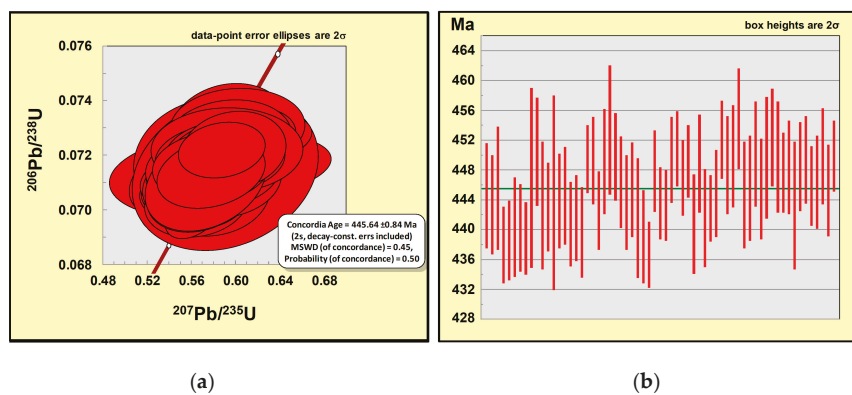 data-point error ellipses are 2σ
0.076
0.074
0.072
0.070
0.068
206Pb/238U
0.48
0.52
0.56
0.60
0.64
0.68
207Pb/235U
Concordia Age = 445.64 ±0.84 Ma
(2s, decay-const. errs included)
MSWD (of concordance) = 0.45,
Probability (of concordance) = 0.50
(a)
Ma
box heights are 2σ
464
460
456
452
448
444
440
436
432
428
(b)